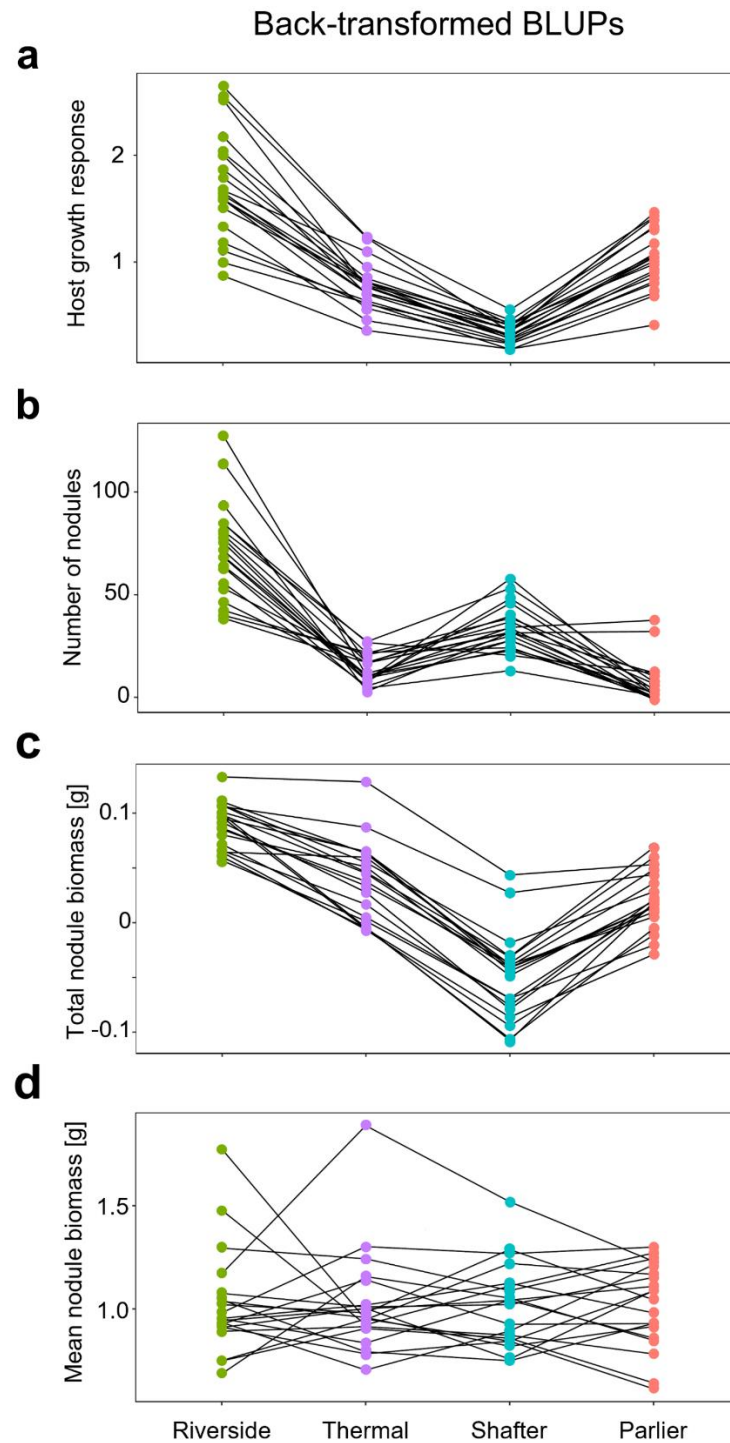 Back-transformed BLUPs
a
Host growth response
2
1
b
Number of nodules
100
50
0
c
Total nodule biomass [g]
0.1
0
-0.1
d
Mean nodule biomass [g]
1.5
1.0
Riverside Thermal Shafter Parlier